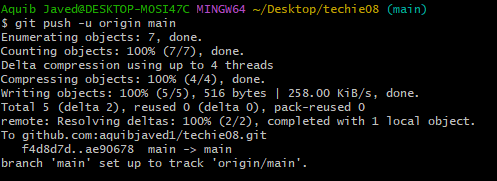 Aquib Javed@DESKTOP-MOSI47C MINGW64 ~/Desktop/techie08 (main)
$ git push -u origin main
Enumerating objects: 7, done.
Counting objects: 100% (7/7), done.
Delta compression using up to 4 threads
Compressing objects: 100% (4/4), done.
Writing objects: 100% (5/5), 516 bytes | 258.00 KiB/s, done.
Total 5 (delta 2), reused 0 (delta 0), pack-reused 0
remote: Resolving deltas: 100% (2/2), completed with 1 local object.
To github.com:aquibjaved1/techie08.git
   f4d8d7d..ae90678  main -> main
branch 'main' set up to track 'origin/main'.